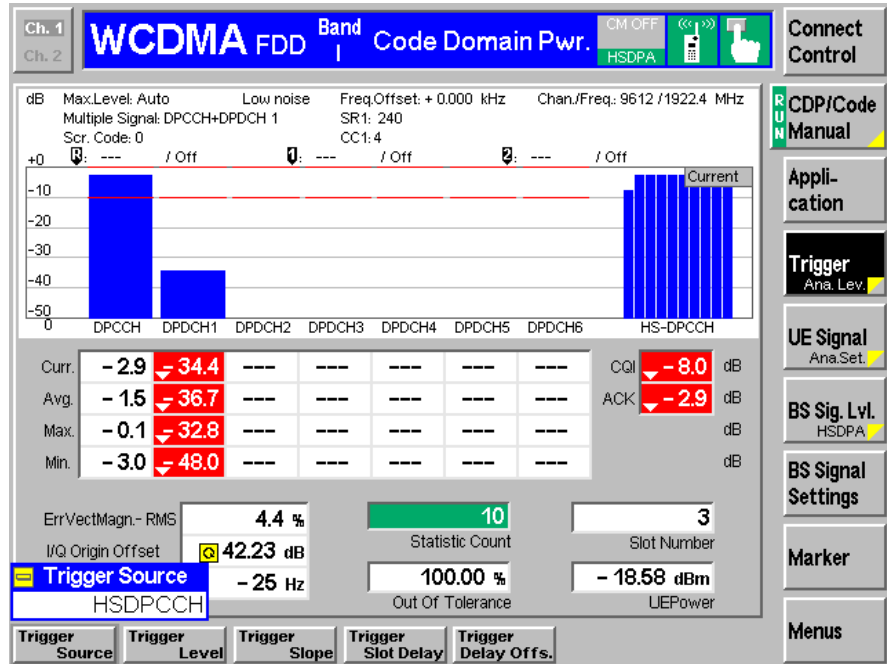 Ch. 1
Ch. 2
WCDMA FDD Band I Code Domain Pwr.
CM OFF
HSDPA
Connect Control
dB Max.Level: Auto Low noise Freq.Offset: + 0.000 kHz Chan./Freq.: 9612 / 1922.4 MHz
Multiple Signal: DPCCH+DPDCH 1 SR1: 240
Scr. Code: 0 CC1: 4
R: --- / Off 1: --- / Off 2: --- / Off
+0
-10
-20
-30
-40
-50
0
Current
DPCCH DPDCH1 DPDCH2 DPDCH3 DPDCH4 DPDCH5 DPDCH6 HS-DPCCH
Curr. - 2.9 - 34.4 --- --- --- --- --- CQI - 8.0 dB
Avg. - 1.5 - 36.7 --- --- --- --- --- ACK - 2.9 dB
Max. - 0.1 - 32.8 --- --- --- --- --- dB
Min. - 3.0 - 48.0 --- --- --- --- --- dB
ErrVectMagn.- RMS 4.4 %
I/Q Origin Offset 42.23 dB
- 25 Hz
10
Statistic Count
100.00 %
Out Of Tolerance
3
Slot Number
- 18.58 dBm
UEPower
Trigger Source
HSDPCCH
Trigger Source
Trigger Level
Trigger Slope
Trigger Slot Delay
Trigger Delay Offs.
RUN
CDP/Code Manual
Appli-
cation
Trigger
Ana. Lev.
UE Signal
Ana.Set.
BS Sig. Lvl.
HSDPA
BS Signal
Settings
Marker
Menus